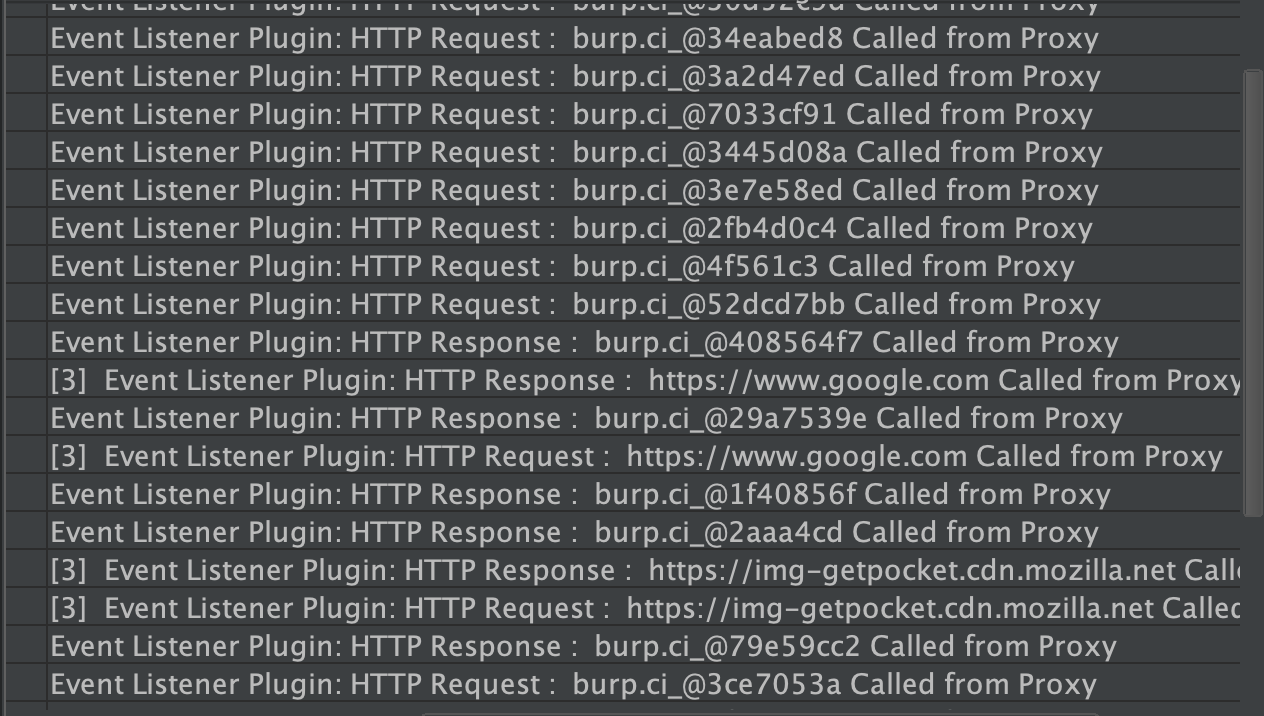 Event Listener Plugin: HTTP Request : Called from Proxy
Event Listener Plugin: HTTP Request : burp.ci_@34eabed8 Called from Proxy
Event Listener Plugin: HTTP Request : burp.ci_@3a2d47ed Called from Proxy
Event Listener Plugin: HTTP Request : burp.ci_@7033cf91 Called from Proxy
Event Listener Plugin: HTTP Request : burp.ci_@3445d08a Called from Proxy
Event Listener Plugin: HTTP Request : burp.ci_@3e7e58ed Called from Proxy
Event Listener Plugin: HTTP Request : burp.ci_@2fb4d0c4 Called from Proxy
Event Listener Plugin: HTTP Request : burp.ci_@4f561c3 Called from Proxy
Event Listener Plugin: HTTP Request : burp.ci_@52dcd7bb Called from Proxy
Event Listener Plugin: HTTP Response : burp.ci_@408564f7 Called from Proxy
[3] Event Listener Plugin: HTTP Response : https://www.google.com Called from Proxy
Event Listener Plugin: HTTP Response : burp.ci_@29a7539e Called from Proxy
[3] Event Listener Plugin: HTTP Request : https://www.google.com Called from Proxy
Event Listener Plugin: HTTP Response : burp.ci_@1f40856f Called from Proxy
Event Listener Plugin: HTTP Response : burp.ci_@2aaa4cd Called from Proxy
[3] Event Listener Plugin: HTTP Response : https://img-getpocket.cdn.mozilla.net Calle
[3] Event Listener Plugin: HTTP Request : https://img-getpocket.cdn.mozilla.net Called
Event Listener Plugin: HTTP Response : burp.ci_@79e59cc2 Called from Proxy
Event Listener Plugin: HTTP Request : burp.ci_@3ce7053a Called from Proxy